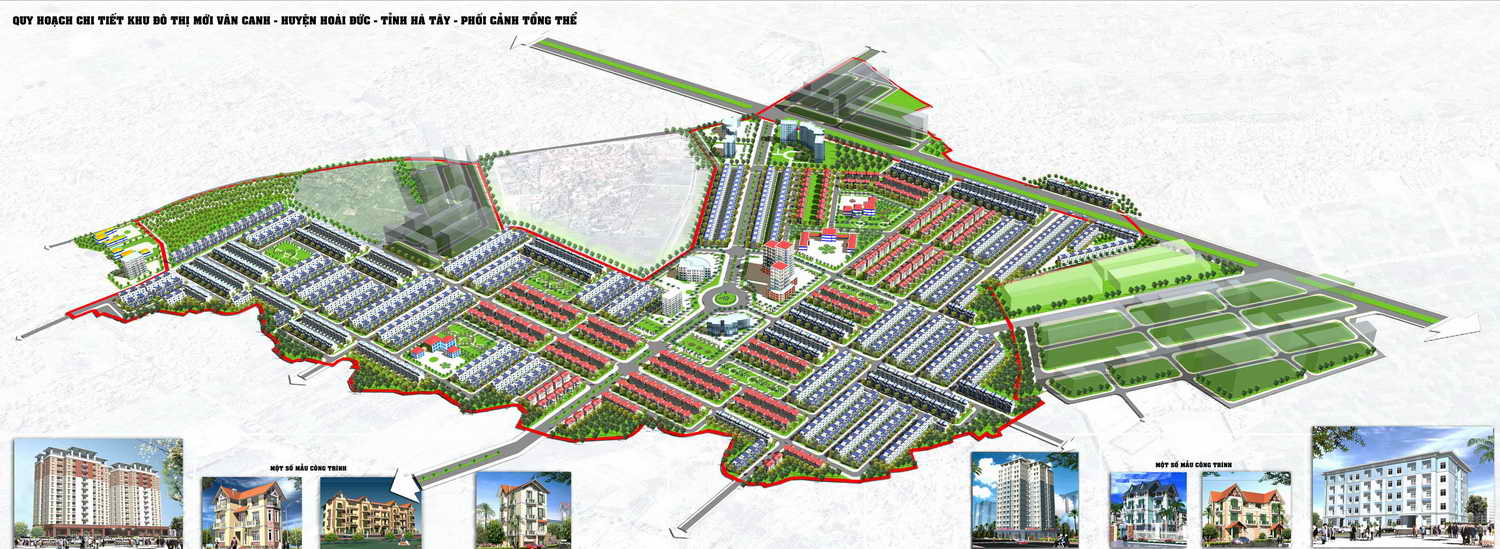 QUY HOẠCH CHI TIẾT KHU ĐÔ THỊ MỚI VÂN CANH - HUYỆN HOÀI ĐỨC - TỈNH HÀ TÂY - PHỐI CẢNH TỔNG THỂ
MỘT SỐ MẪU CÔNG TRÌNH
MỘT SỐ MẪU CÔNG TRÌNH